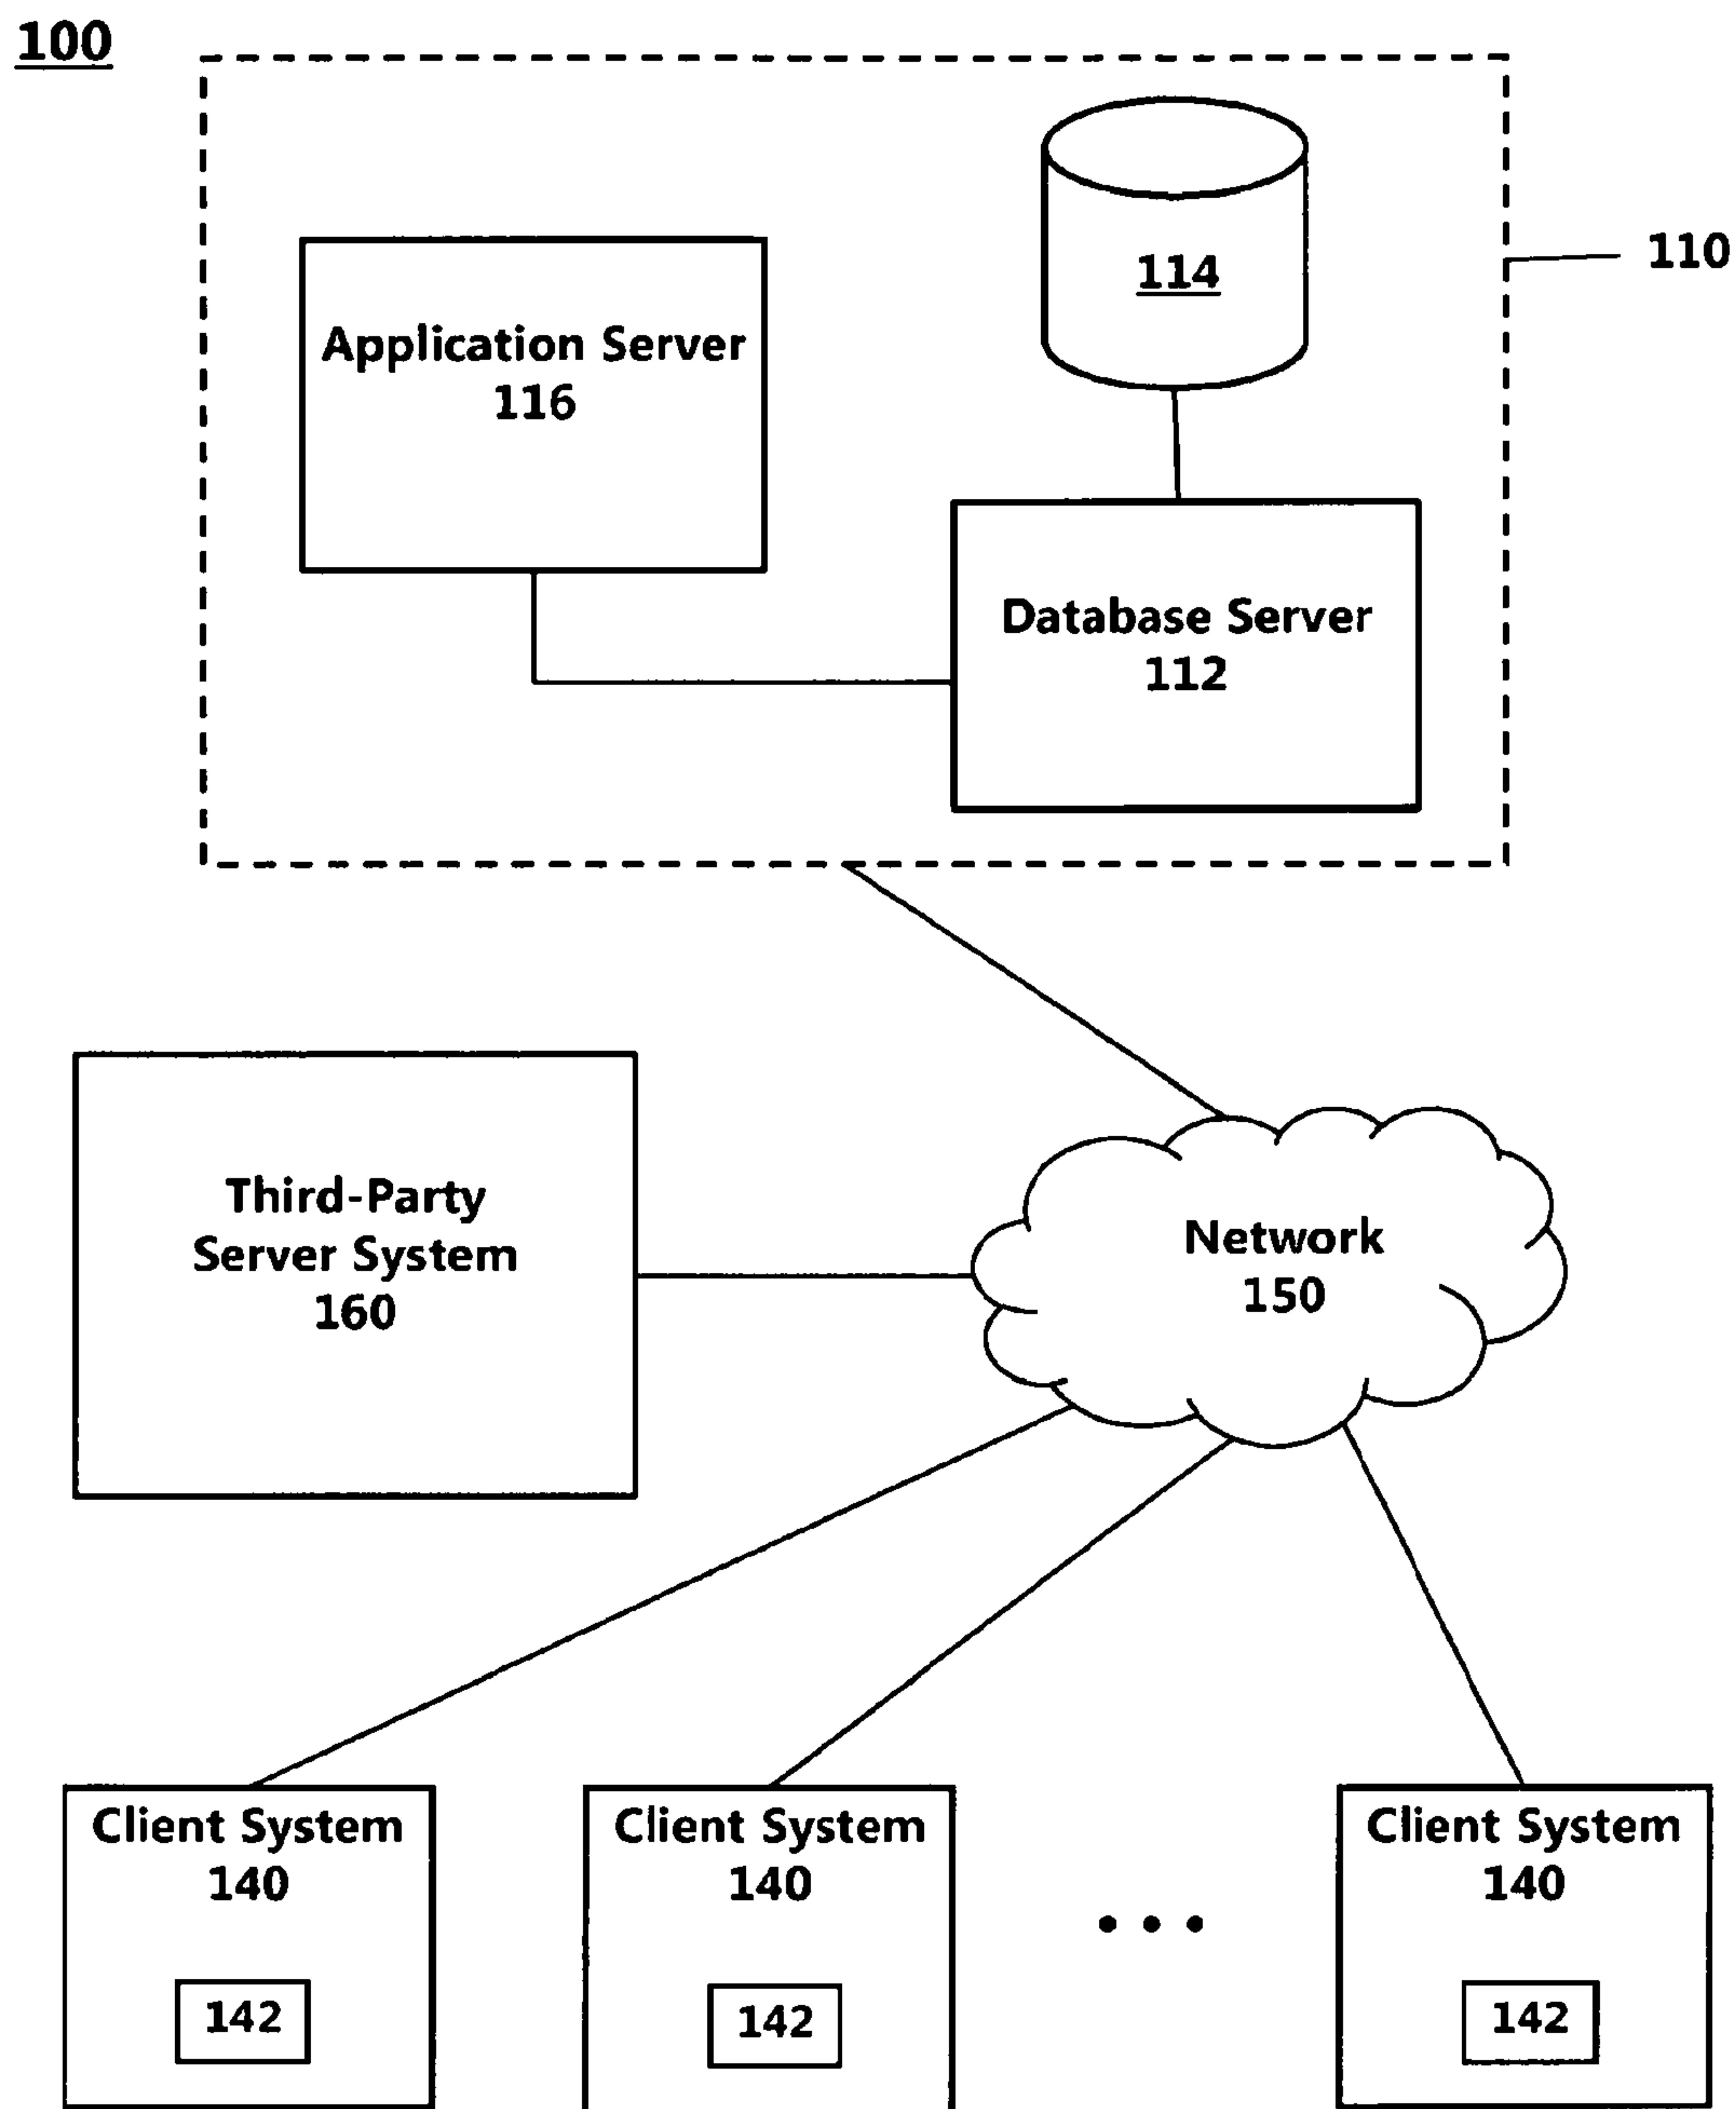 100
110
114
Application Server
116
Database Server
112
Third-Party
Server System
160
Network
150
Client System
140
142
Client System
140
142
• • •
Client System
140
142